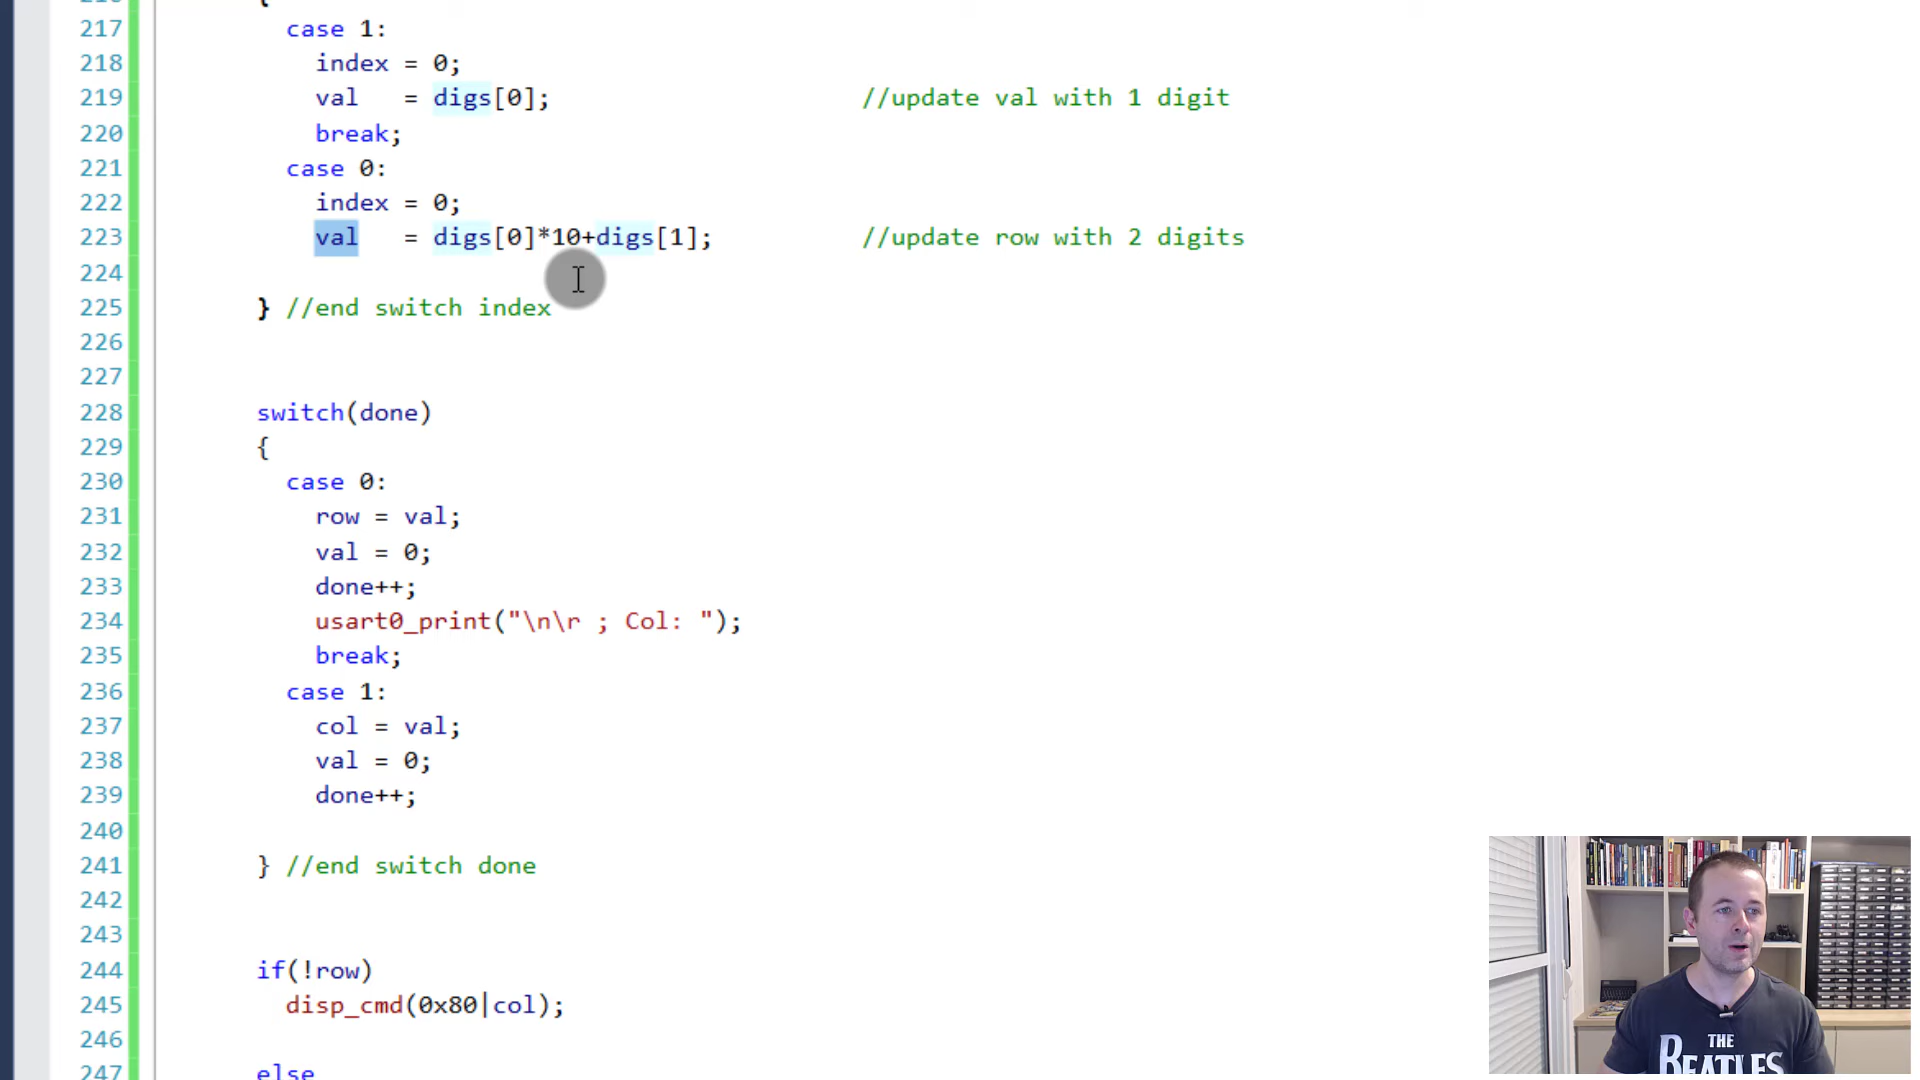 217 case 1:
218 index = 0;
219 val = digs[0]; //update val with 1 digit
220 break;
221 case 0:
222 index = 0;
223 val = digs[0]*10+digs[1]; //update row with 2 digits
224
225 } //end switch index
226
227
228 switch(done)
229 {
230 case 0:
231 row = val;
232 val = 0;
233 done++;
234 usart0_print("\n\r ; Col: ");
235 break;
236 case 1:
237 col = val;
238 val = 0;
239 done++;
240
241 } //end switch done
242
243
244 if(!row)
245 disp_cmd(0x80|col);
246
247 else
THE
BEATLES